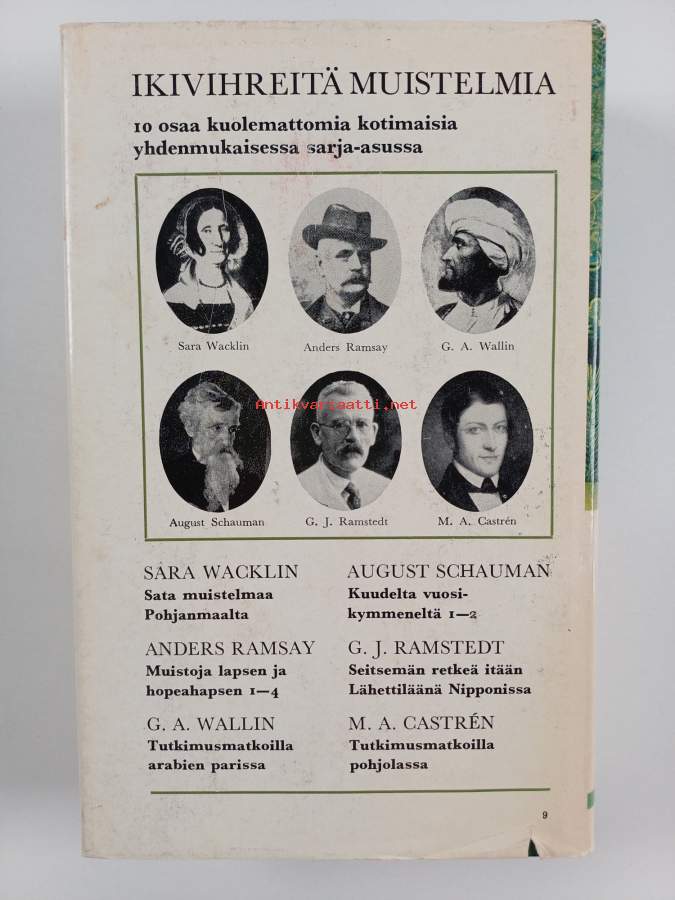 IKIVIHREITÄ MUISTELMIA
10 osaa kuolemattomia kotimaisia
yhdenmukaisessa sarja-asussa
Sara Wacklin
Anders Ramsay
G. A. Wallin
Antikvariaatti.net
August Schauman
G. J. Ramstedt
M. A. Castrén
SARA WACKLIN
Sata muistelmaa
Pohjanmaalta
AUGUST SCHAUMAN
Kuudelta vuosi-
kymmeneltä 1—2
ANDERS RAMSAY
Muistoja lapsen ja
hopeahapsen 1—4
G. J. RAMSTEDT
Seitsemän retkeä itään
Lähettiläänä Nipponissa
G. A. WALLIN
Tutkimusmatkoilla
arabien parissa
M. A. CASTRÉN
Tutkimusmatkoilla
pohjolassa
9